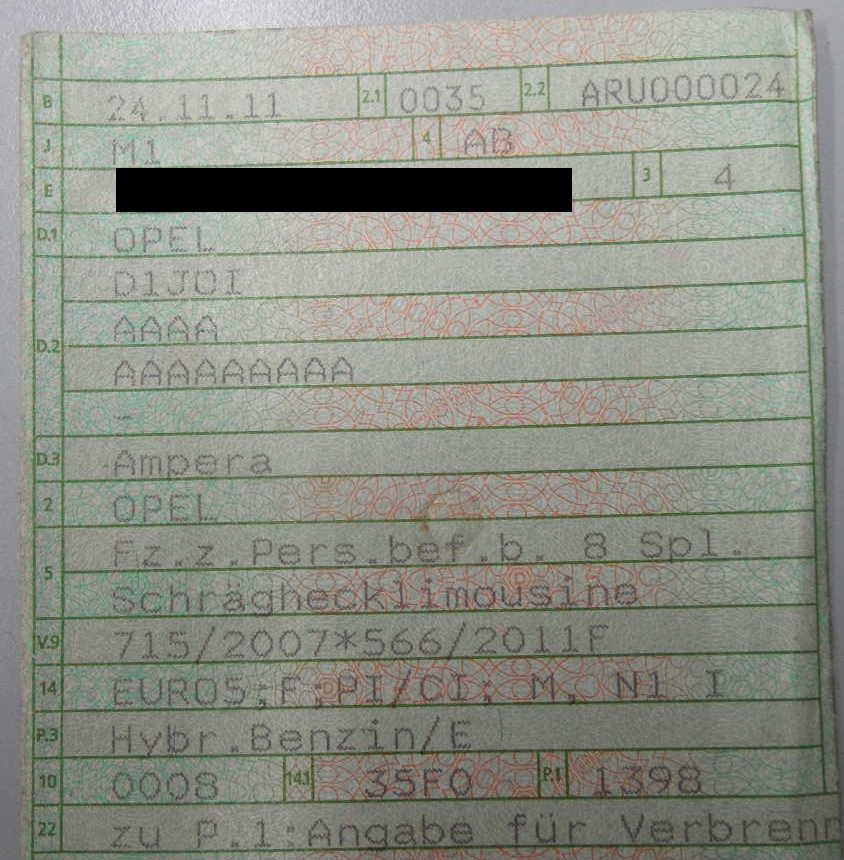 B 24.11.11 2.1 0035 2.2 ARU000024
J M1 4 AB
E 3 4
D.1 OPEL
D1JOI
AAAA
D.2 AAAAAAAAA
-
D.3 Ampera
2 OPEL
Fz.z.Pers.bef.b. 8 Spl.
5 Schräghecklimousine
V.9 715/2007*566/2011F
14 EURO5;F;PI/CI; M, N1 I
P.3 Hybr.Benzin/E
10 0008 14.1 35F0 P.1 1398
22 zu P.1:Angabe für Verbrenn